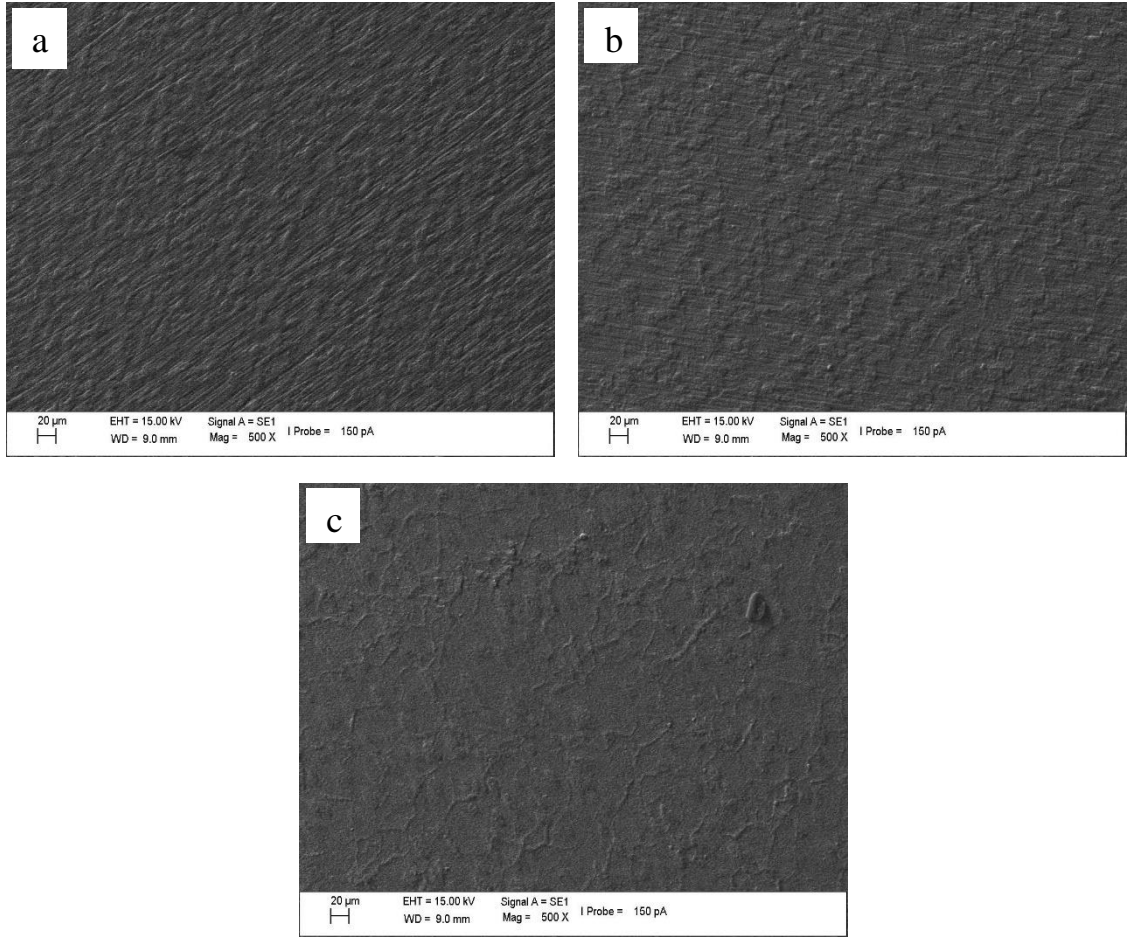 a
b
20 µm EHT = 15.00 kV Signal A = SE1 I Probe = 150 pA
WD = 9.0 mm Mag = 500 X
20 µm EHT = 15.00 kV Signal A = SE1 I Probe = 150 pA
WD = 9.0 mm Mag = 500 X
c
20 µm EHT = 15.00 kV Signal A = SE1 I Probe = 150 pA
WD = 9.0 mm Mag = 500 X